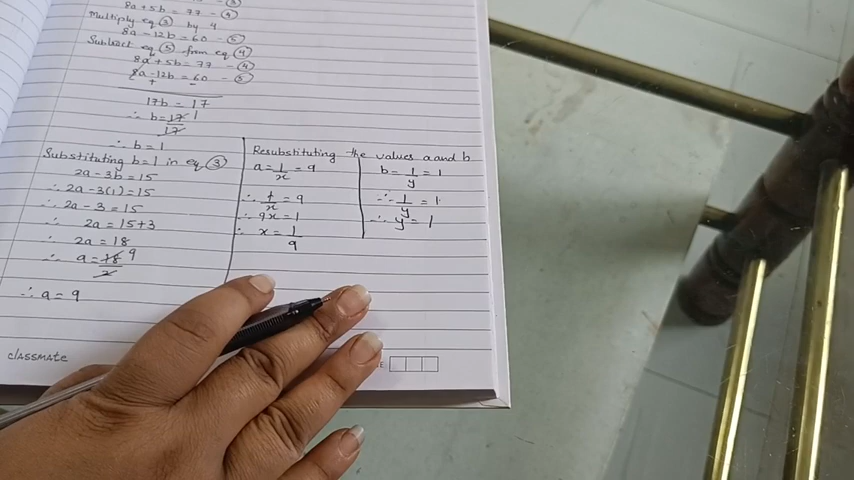 8a+5b = 77 - ④
Multiply eq ③ by 4
8a - 12b = 60 - ⑤
Subtract eq ⑤ from eq ④
8a + 5b = 77 - ④
8a - 12b = 60 - ⑤
- + -
17b = 17
∴ b = 17 1
17
∴ b = 1
Substituting b=1 in eq ③
2a - 3b = 15
∴ 2a - 3(1) = 15
∴ 2a - 3 = 15
∴ 2a = 15+3
∴ 2a = 18
∴ a = 18 9
2
∴ a = 9
Resubstituting the values a and b
a = 1/x = 9
∴ 1/x = 9
∴ 9x = 1
∴ x = 1/9
b = 1/y = 1
∴ 1/y = 1
∴ y = 1
CLASSMATE